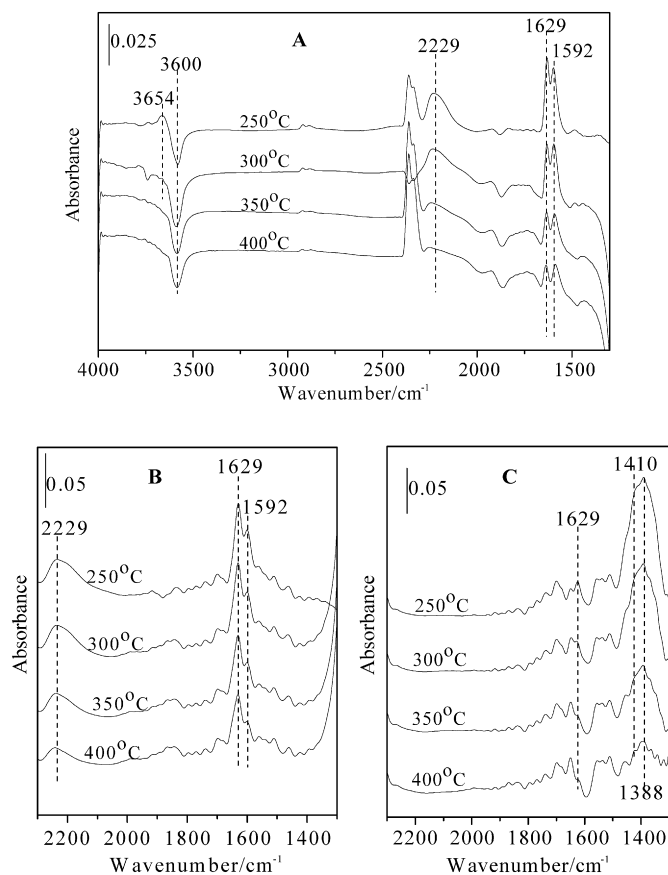 0.025
A
1629
3600
2229
1592
3654
250°C
300°C
350°C
400°C
Absorbance
4000 3500 3000 2500 2000 1500
Wavenumber/cm-1
B
1629
0.05
1592
2229
250°C
300°C
350°C
400°C
Absorbance
2200 2000 1800 1600 1400
Wavenumber/cm-1
C
1410
0.05
1629
250°C
300°C
350°C
400°C
1388
Absorbance
2200 2000 1800 1600 1400
Wavenumber/cm-1